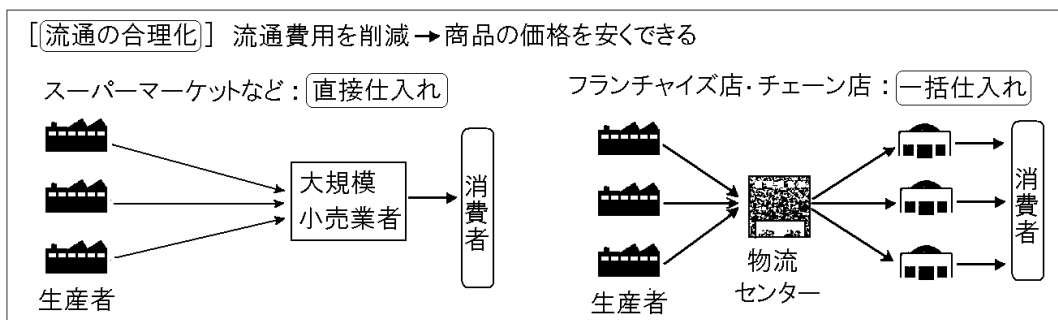 [流通の合理化] 流通費用を削減→商品の価格を安くできる
スーパーマーケットなど：直接仕入れ
大規模
小売業者
消費者
生産者
フランチャイズ店・チェーン店：一括仕入れ
物流
センター
消費者
生産者